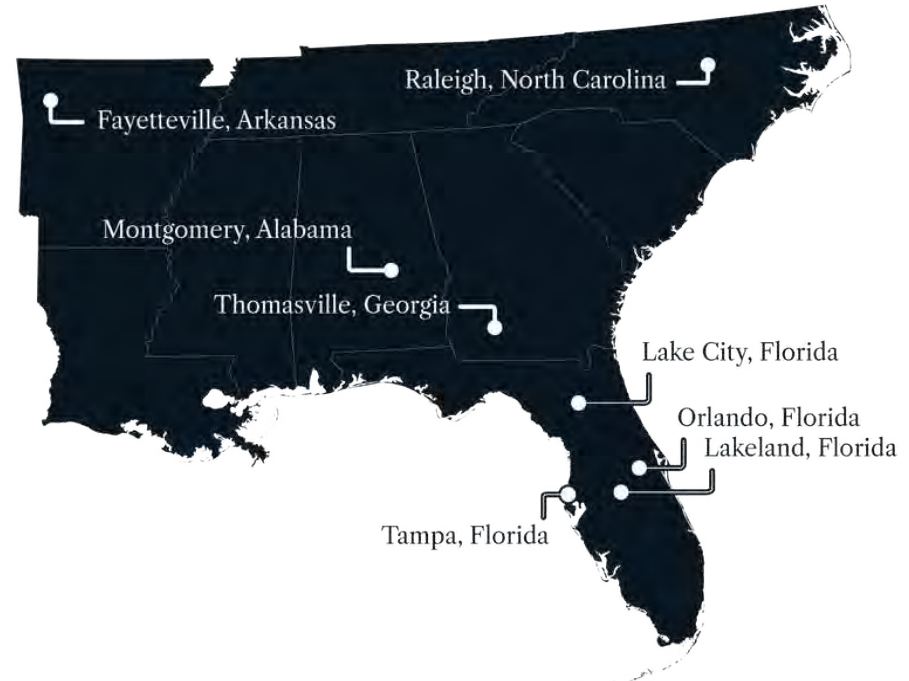 Raleigh, North Carolina
Fayetteville, Arkansas
Montgomery, Alabama
Thomasville, Georgia
Lake City, Florida
Orlando, Florida
Lakeland, Florida
Tampa, Florida